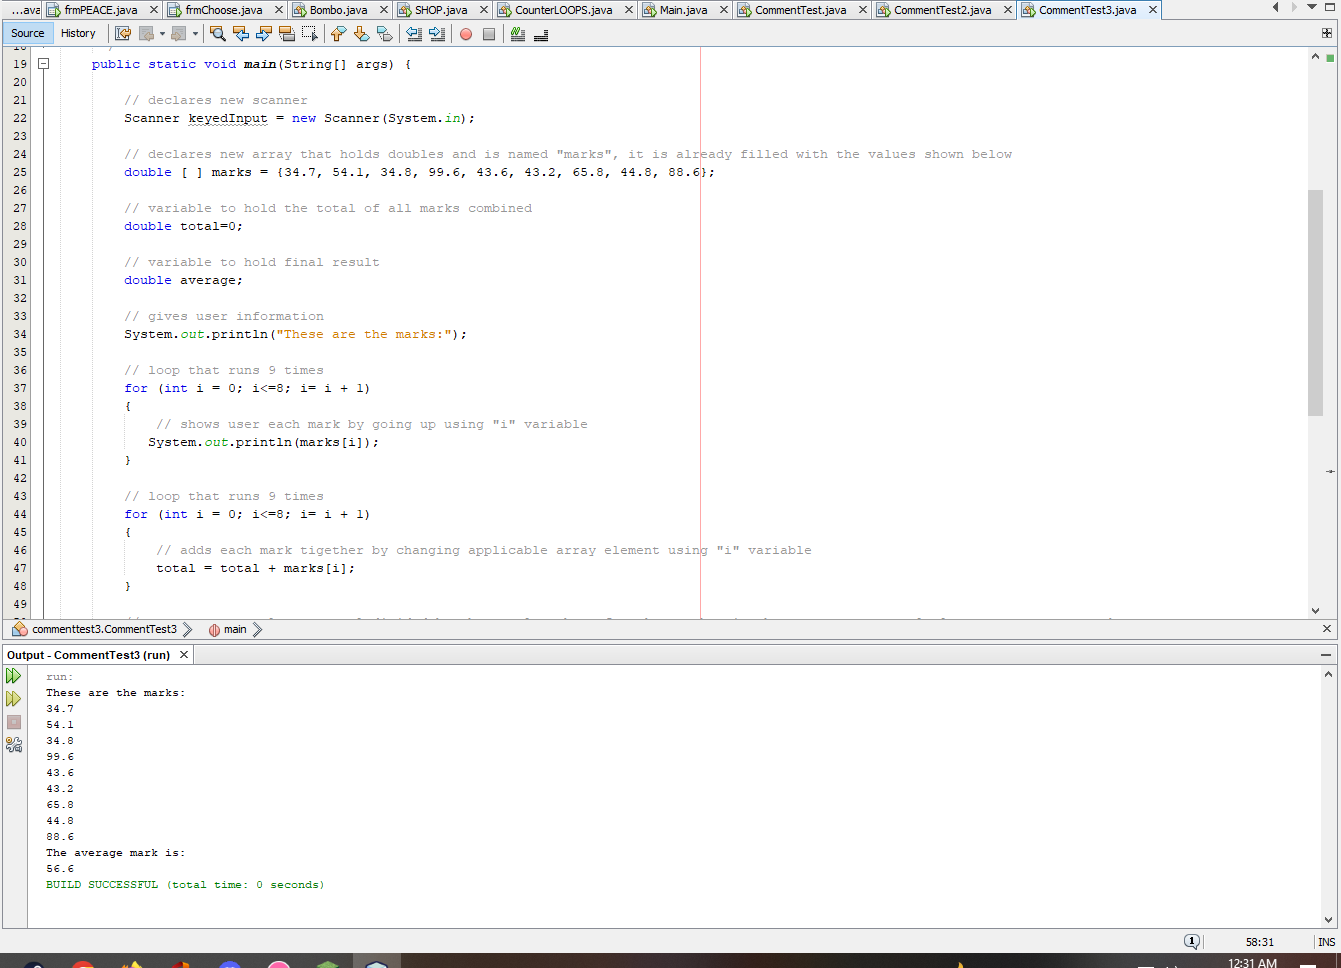 ...ava frmPEACE.java frmChoose.java Bombo.java SHOP.java CounterLOOPS.java Main.java CommentTest.java CommentTest2.java CommentTest3.java
Source History
19 public static void main(String[] args) {
20
21 // declares new scanner
22 Scanner keyedInput = new Scanner(System.in);
23
24 // declares new array that holds doubles and is named "marks", it is already filled with the values shown below
25 double [ ] marks = {34.7, 54.1, 34.8, 99.6, 43.6, 43.2, 65.8, 44.8, 88.6};
26
27 // variable to hold the total of all marks combined
28 double total=0;
29
30 // variable to hold final result
31 double average;
32
33 // gives user information
34 System.out.println("These are the marks:");
35
36 // loop that runs 9 times
37 for (int i = 0; i<=8; i= i + 1)
38 {
39 // shows user each mark by going up using "i" variable
40 System.out.println(marks[i]);
41 }
42
43 // loop that runs 9 times
44 for (int i = 0; i<=8; i= i + 1)
45 {
46 // adds each mark tigether by changing applicable array element using "i" variable
47 total = total + marks[i];
48 }
49
commenttest3.CommentTest3 main
Output - CommentTest3 (run)
run:
These are the marks:
34.7
54.1
34.8
99.6
43.6
43.2
65.8
44.8
88.6
The average mark is:
56.6
BUILD SUCCESSFUL (total time: 0 seconds)
1 58:31 INS
12:31 AM